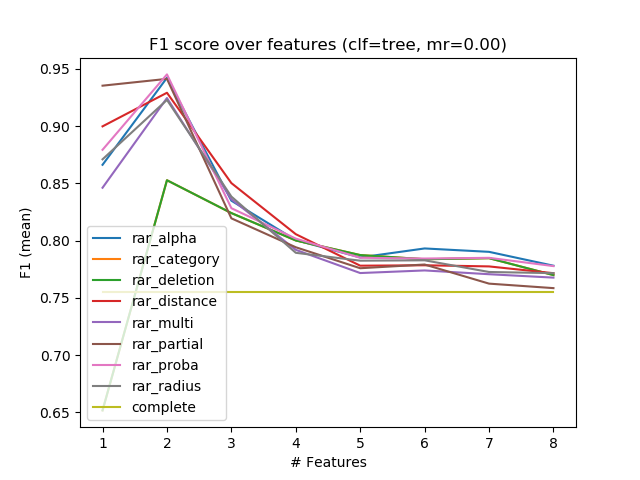 F1 score over features (clf=tree, mr=0.00)
F1 (mean)
0.95
0.90
0.85
0.80
0.75
0.70
0.65
rar_alpha
rar_category
rar_deletion
rar_distance
rar_multi
rar_partial
rar_proba
rar_radius
complete
1 2 3 4 5 6 7 8
# Features